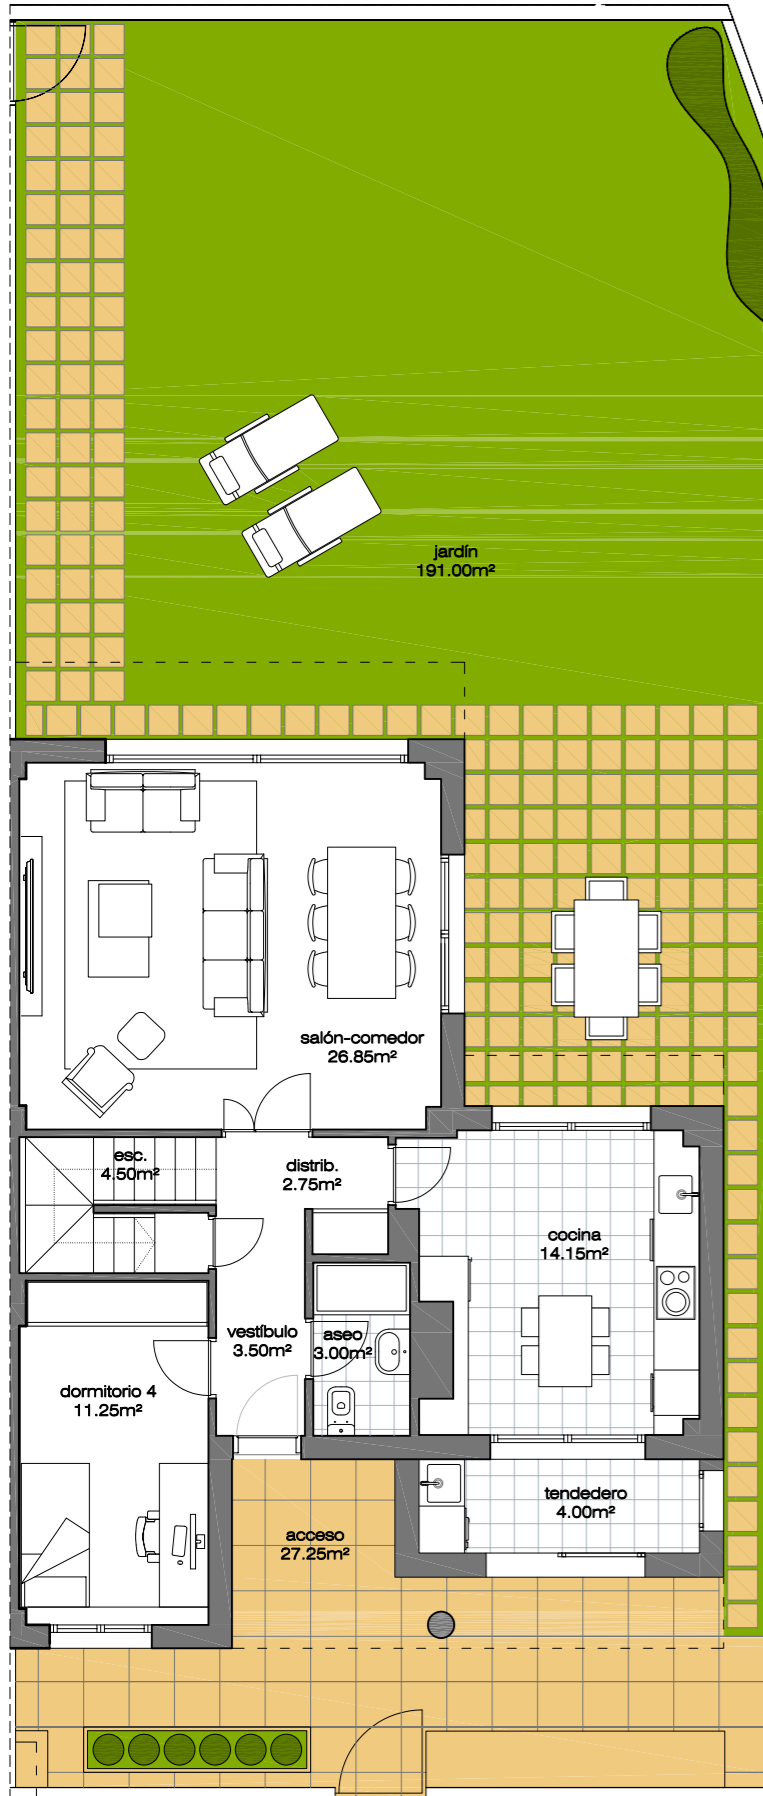 jardín
191.00m²
salón-comedor
26.85m²
esc.
4.50m²
distrib.
2.75m²
cocina
14.15m²
vestíbulo
3.50m²
aseo
3.00m²
dormitorio 4
11.25m²
tendedero
4.00m²
acceso
27.25m²